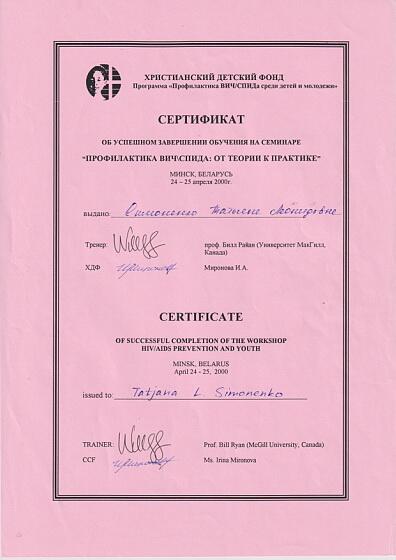 ХРИСТИАНСКИЙ ДЕТСКИЙ ФОНД
Программа «Профилактика ВИЧ/СПИДа среди детей и молодежи»
СЕРТИФИКАТ
ОБ УСПЕШНОМ ЗАВЕРШЕНИИ ОБУЧЕНИЯ НА СЕМИНАРЕ
"ПРОФИЛАКТИКА ВИЧ\СПИДА: ОТ ТЕОРИИ К ПРАКТИКЕ"
МИНСК, БЕЛАРУСЬ
24 – 25 апреля 2000г.
выдано Симоненко Татьяне Леонидовне
Тренер: проф. Билл Райан (Университет МакГилл,
Канада)
ХДФ Миронова И.А.
CERTIFICATE
OF SUCCESSFUL COMPLETION OF THE WORKSHOP
HIV/AIDS PREVENTION AND YOUTH
MINSK, BELARUS
April 24 - 25, 2000
issued to: Tatjana L. Simonenko
TRAINER: Prof. Bill Ryan (McGill University, Canada)
CCF Ms. Irina Mironova